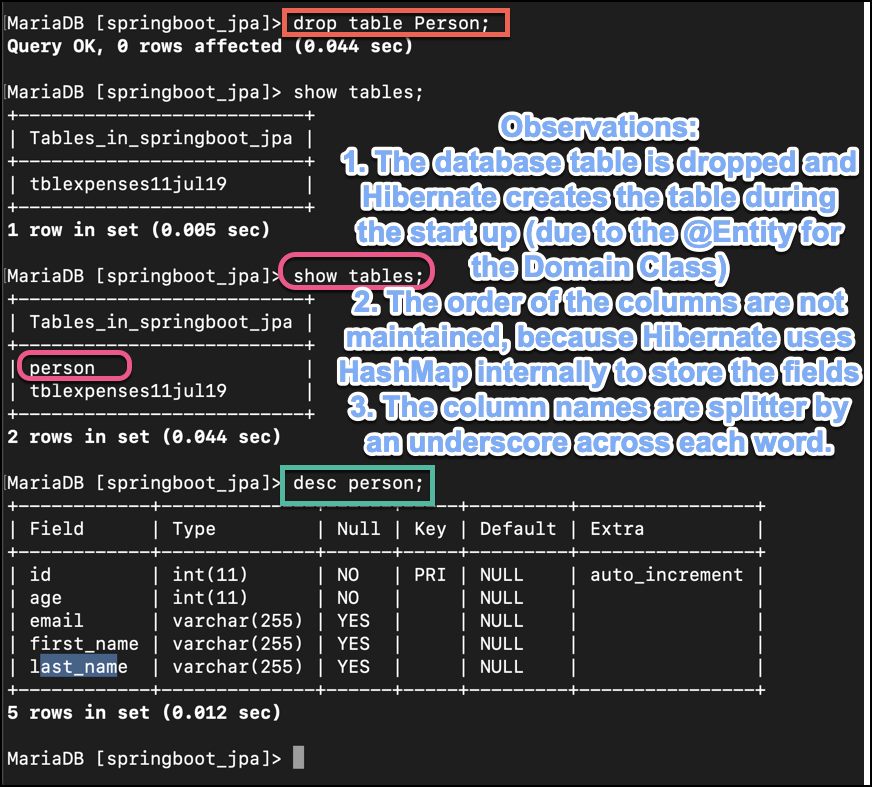 MariaDB [springboot_jpa]> drop table Person;
Query OK, 0 rows affected (0.044 sec)
MariaDB [springboot_jpa]> show tables;
+--------------------------+
| Tables_in_springboot_jpa |
+--------------------------+
| tblexpenses11jul19       |
+--------------------------+
1 row in set (0.005 sec)
MariaDB [springboot_jpa]> show tables;
+--------------------------+
| Tables_in_springboot_jpa |
+--------------------------+
| person                   |
| tblexpenses11jul19       |
+--------------------------+
2 rows in set (0.044 sec)
Observations:
1. The database table is dropped and
Hibernate creates the table during
the start up (due to the @Entity for
the Domain Class)
2. The order of the columns are not
maintained, because Hibernate uses
HashMap internally to store the fields
3. The column names are splitter by
an underscore across each word.
MariaDB [springboot_jpa]> desc person;
+------------+--------------+------+-----+---------+----------------+
| Field      | Type         | Null | Key | Default | Extra          |
+------------+--------------+------+-----+---------+----------------+
| id         | int(11)      | NO   | PRI | NULL    | auto_increment |
| age        | int(11)      | NO   |     | NULL    |                |
| email      | varchar(255) | YES  |     | NULL    |                |
| first_name | varchar(255) | YES  |     | NULL    |                |
| last_name  | varchar(255) | YES  |     | NULL    |                |
+------------+--------------+------+-----+---------+----------------+
5 rows in set (0.012 sec)
MariaDB [springboot_jpa]>